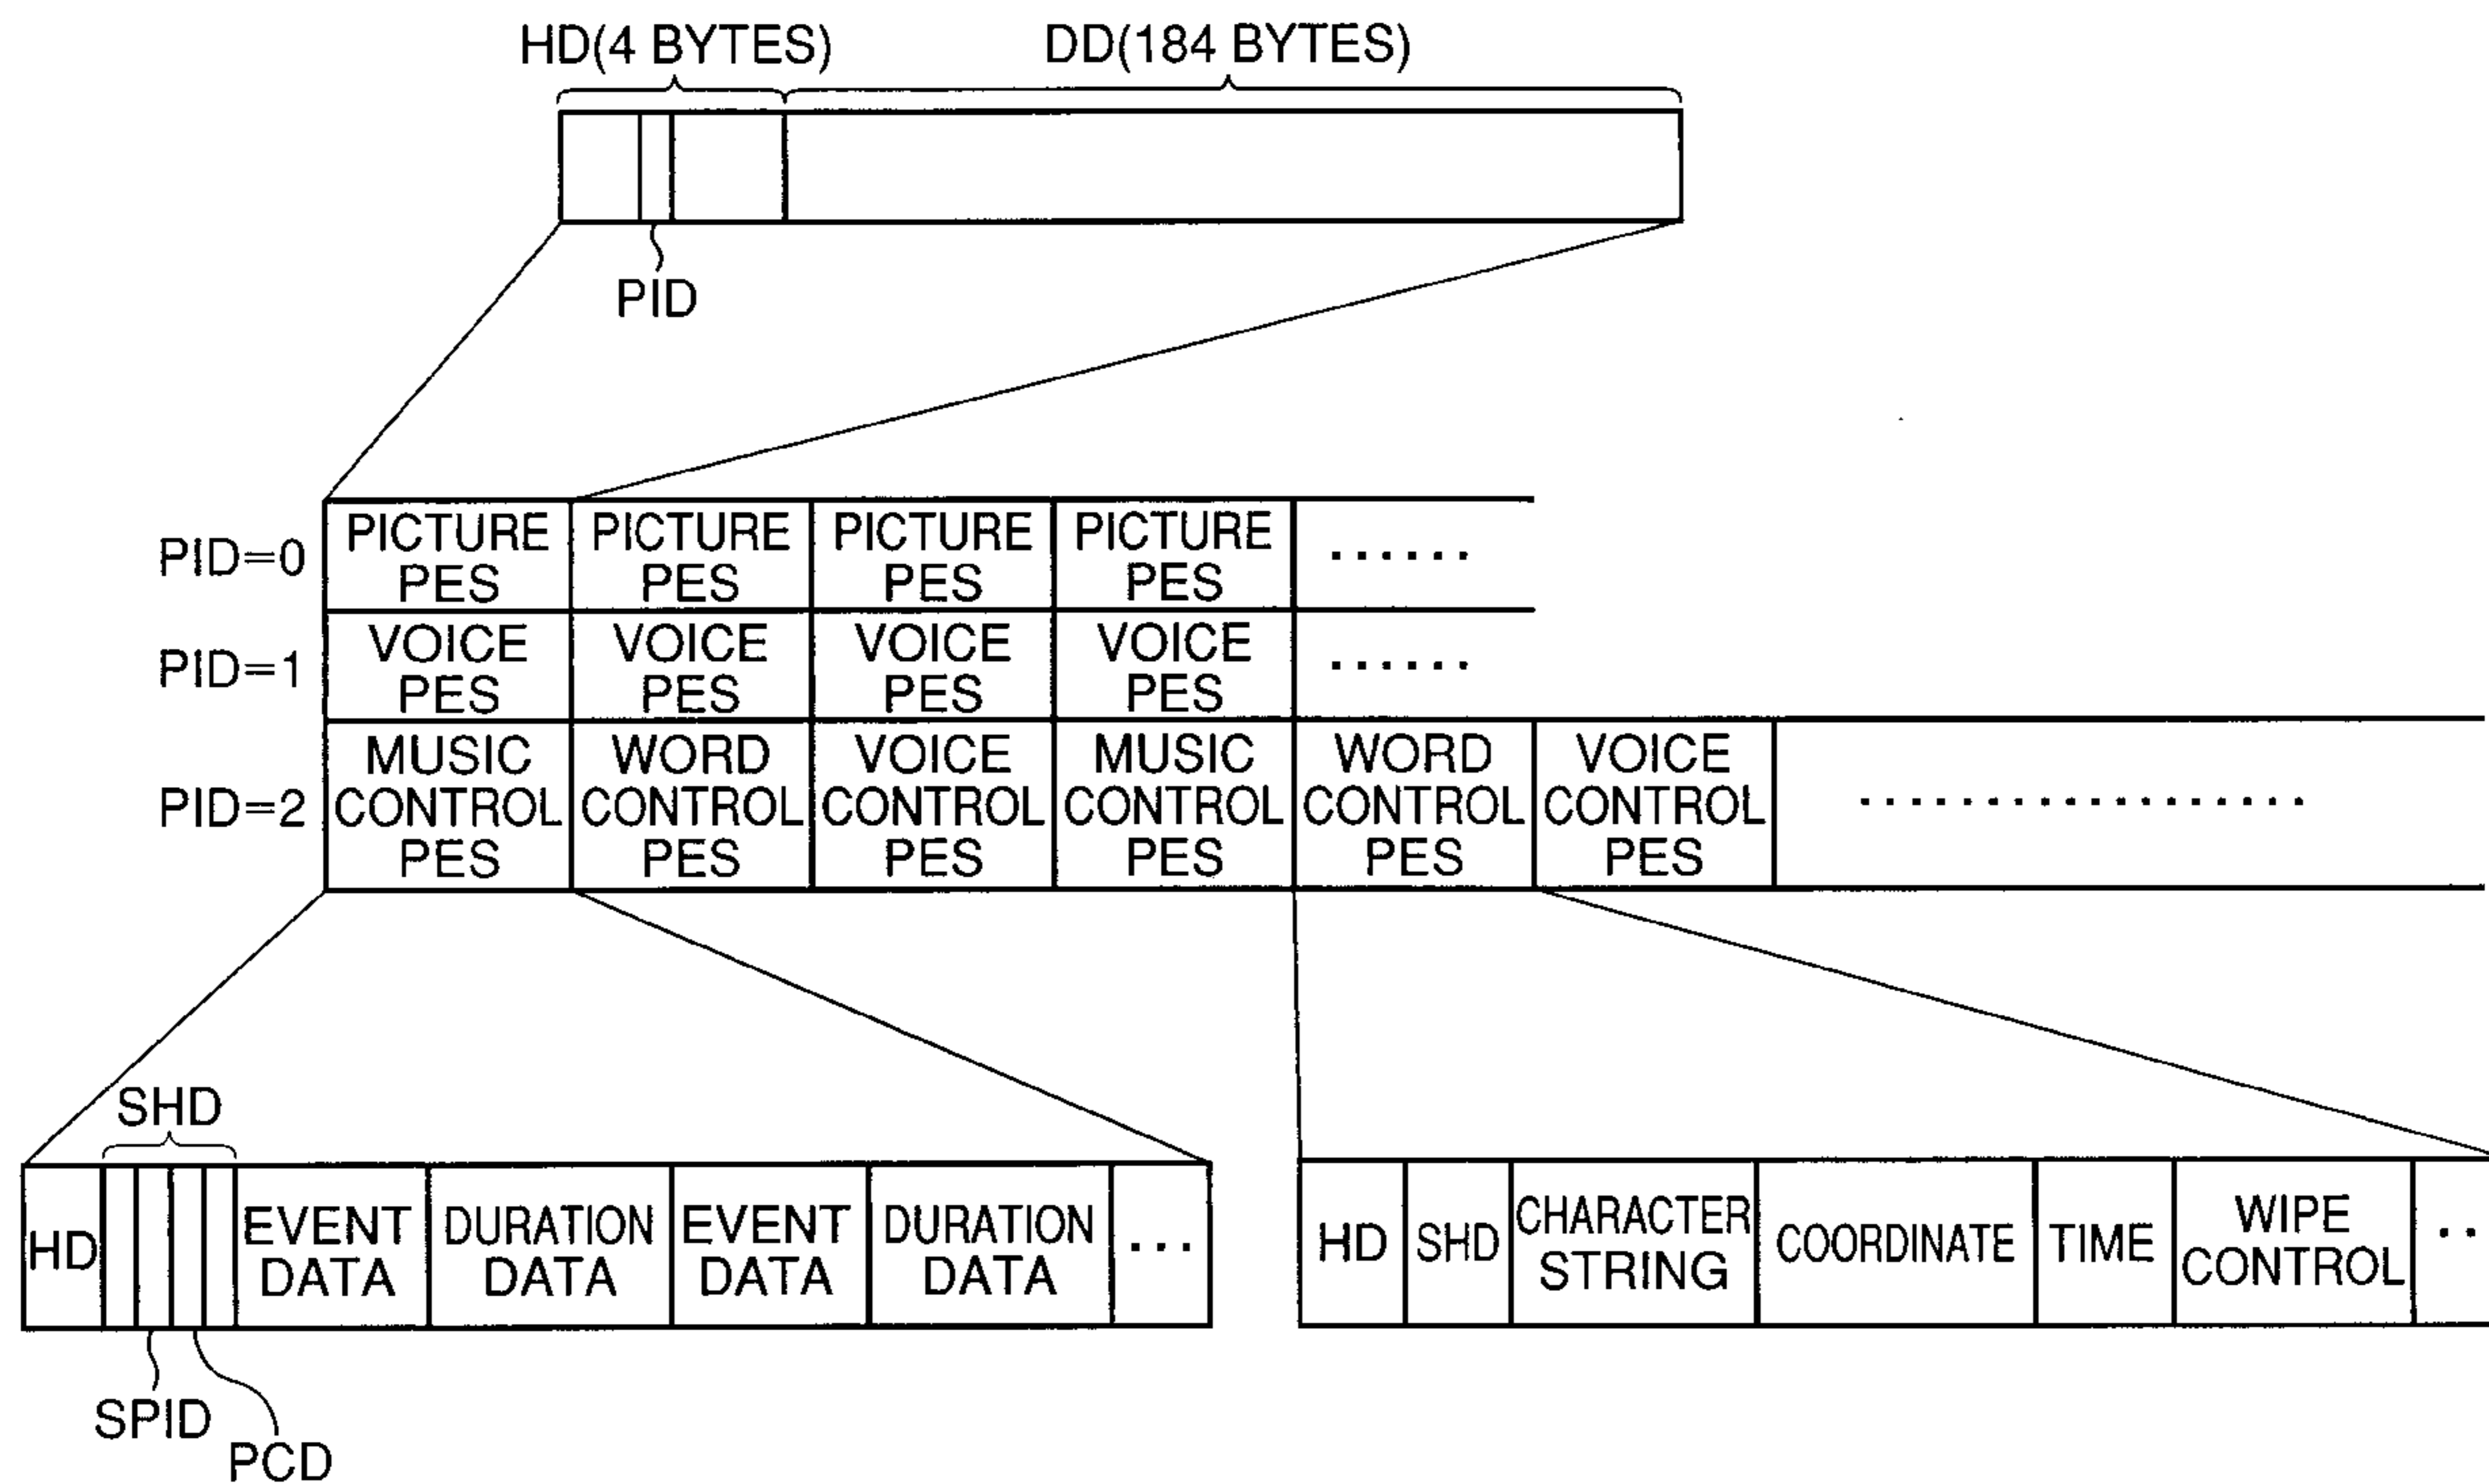 HD(4 BYTES) DD(184 BYTES)
PID
PID=0 PICTURE PES PICTURE PES PICTURE PES PICTURE PES ......
PID=1 VOICE PES VOICE PES VOICE PES VOICE PES ......
PID=2 MUSIC CONTROL PES WORD CONTROL PES VOICE CONTROL PES MUSIC CONTROL PES WORD CONTROL PES VOICE CONTROL PES ..................
SHD
HD EVENT DATA DURATION DATA EVENT DATA DURATION DATA ...
HD SHD CHARACTER STRING COORDINATE TIME WIPE CONTROL ..
SPID
PCD